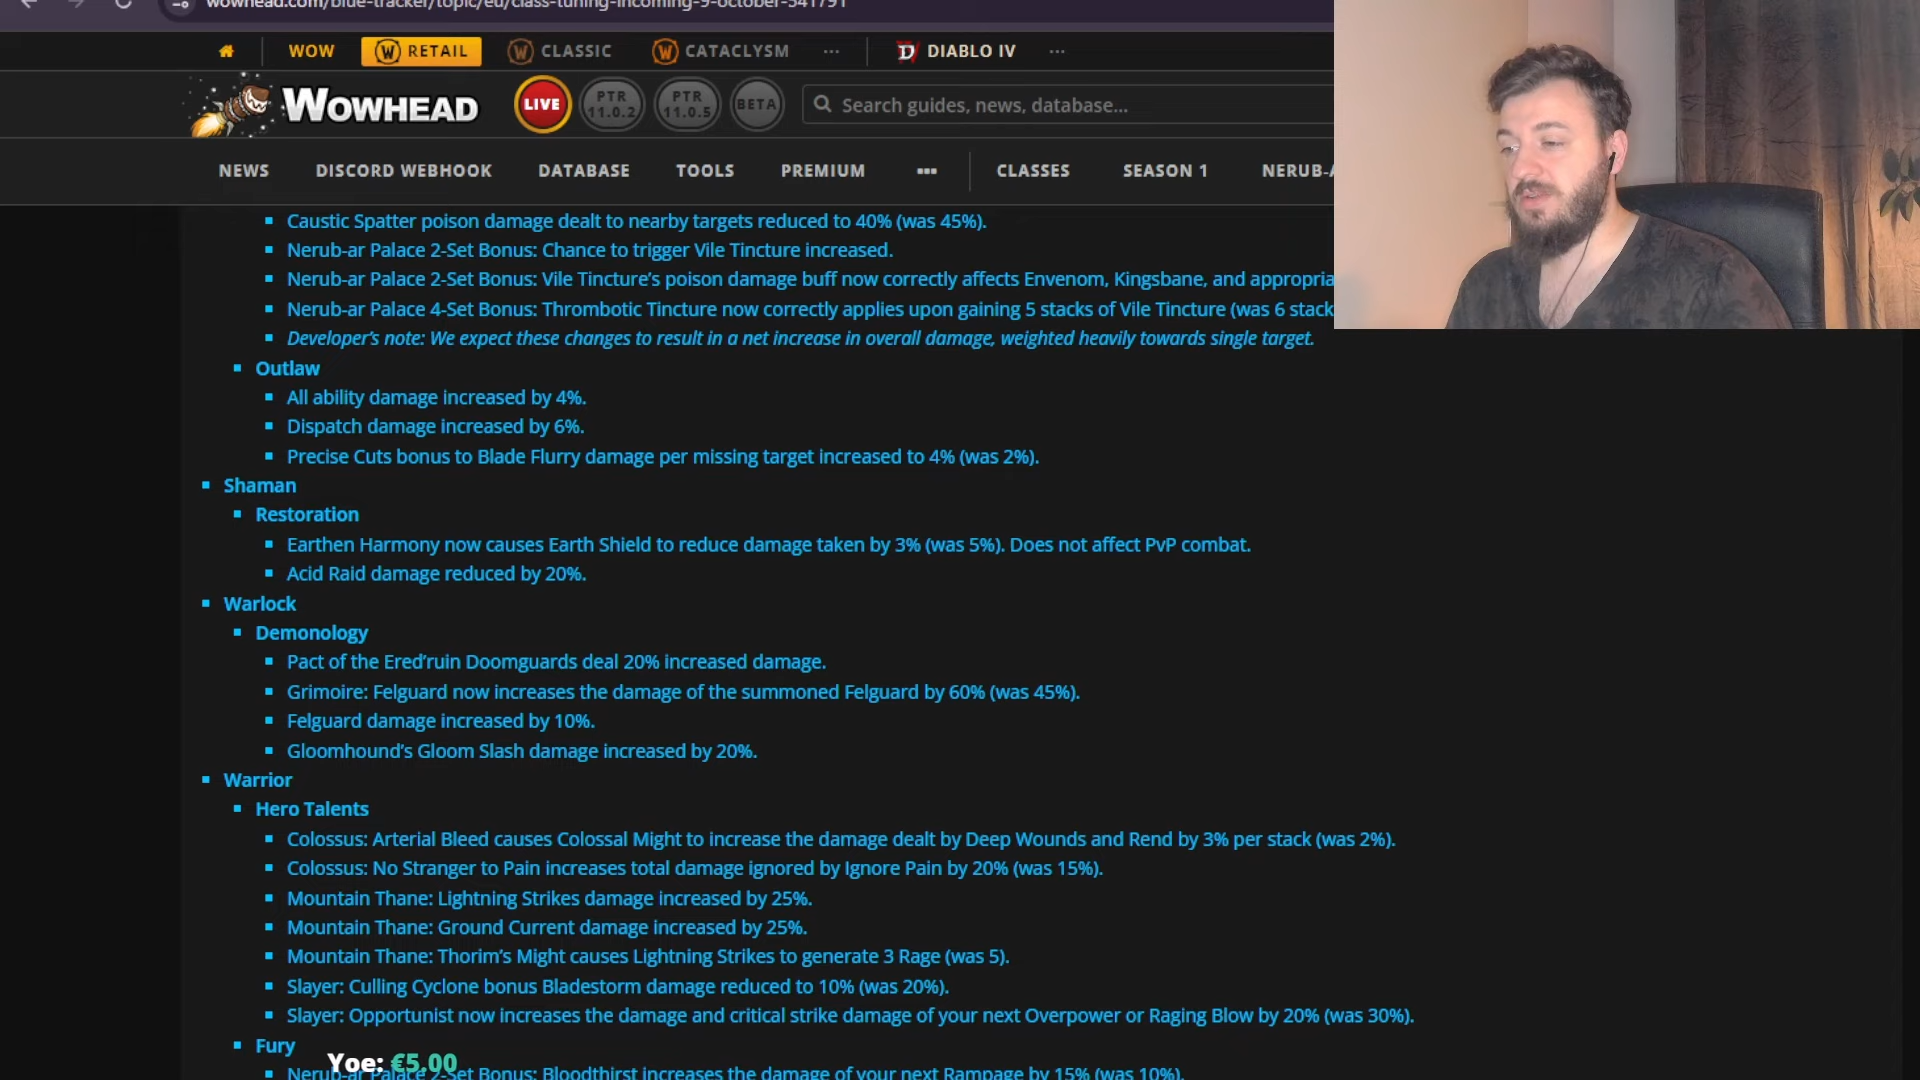 wowhead.com/blue-tracker/topic/eu/class-tuning-incoming-9-october-541791
WOW RETAIL CLASSIC CATACLYSM ... DIABLO IV ...
WOWHEAD LIVE PTR 11.0.2 PTR 11.0.5 BETA Search guides, news, database...
NEWS DISCORD WEBHOOK DATABASE TOOLS PREMIUM ... CLASSES SEASON 1 NERUB-A
Caustic Spatter poison damage dealt to nearby targets reduced to 40% (was 45%).
Nerub-ar Palace 2-Set Bonus: Chance to trigger Vile Tincture increased.
Nerub-ar Palace 2-Set Bonus: Vile Tincture's poison damage buff now correctly affects Envenom, Kingsbane, and appropria
Nerub-ar Palace 4-Set Bonus: Thrombotic Tincture now correctly applies upon gaining 5 stacks of Vile Tincture (was 6 stack
Developer's note: We expect these changes to result in a net increase in overall damage, weighted heavily towards single target.
Outlaw
All ability damage increased by 4%.
Dispatch damage increased by 6%.
Precise Cuts bonus to Blade Flurry damage per missing target increased to 4% (was 2%).
Shaman
Restoration
Earthen Harmony now causes Earth Shield to reduce damage taken by 3% (was 5%). Does not affect PvP combat.
Acid Raid damage reduced by 20%.
Warlock
Demonology
Pact of the Ered'ruin Doomguards deal 20% increased damage.
Grimoire: Felguard now increases the damage of the summoned Felguard by 60% (was 45%).
Felguard damage increased by 10%.
Gloomhound's Gloom Slash damage increased by 20%.
Warrior
Hero Talents
Colossus: Arterial Bleed causes Colossal Might to increase the damage dealt by Deep Wounds and Rend by 3% per stack (was 2%).
Colossus: No Stranger to Pain increases total damage ignored by Ignore Pain by 20% (was 15%).
Mountain Thane: Lightning Strikes damage increased by 25%.
Mountain Thane: Ground Current damage increased by 25%.
Mountain Thane: Thorim's Might causes Lightning Strikes to generate 3 Rage (was 5).
Slayer: Culling Cyclone bonus Bladestorm damage reduced to 10% (was 20%).
Slayer: Opportunist now increases the damage and critical strike damage of your next Overpower or Raging Blow by 20% (was 30%).
Fury
Yoe: €5.00
Nerub-ar Palace 2-Set Bonus: Bloodthirst increases the damage of your next Rampage by 15% (was 10%).